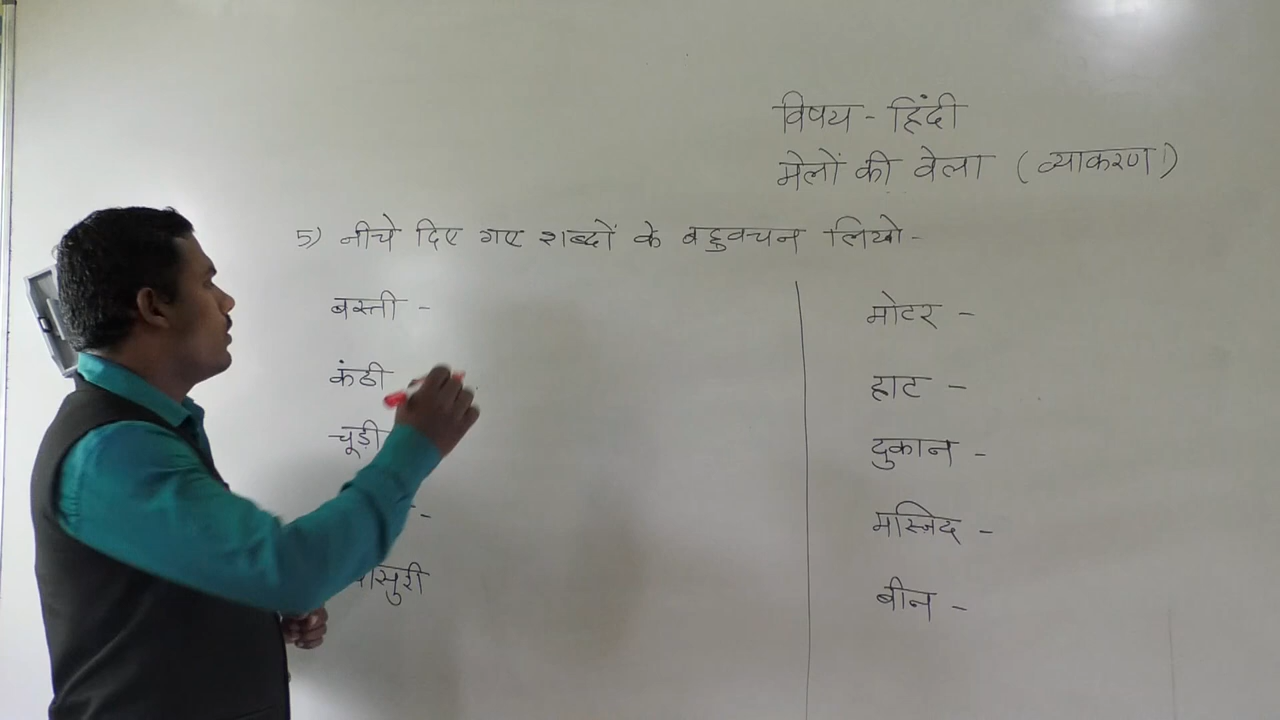 विषय - हिंदी
मेलों की वेला (व्याकरण)
5) नीचे दिए गए शब्दों के बहुवचन लिखो -
बस्ती -
कंठी
चूड़ी
-
मोटर -
हाट -
दुकान -
मस्जिद -
बीन -